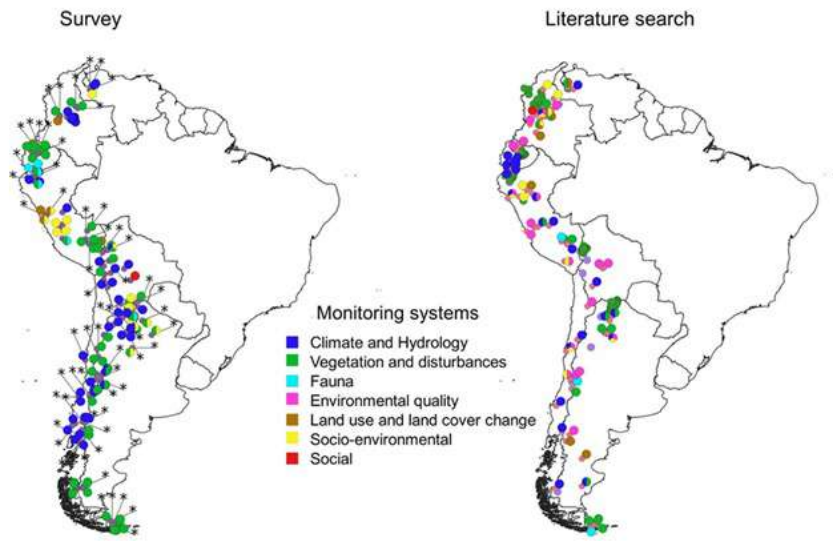 Survey
Literature search
Monitoring systems
Climate and Hydrology
Vegetation and disturbances
Fauna
Environmental quality
Land use and land cover change
Socio-environmental
Social